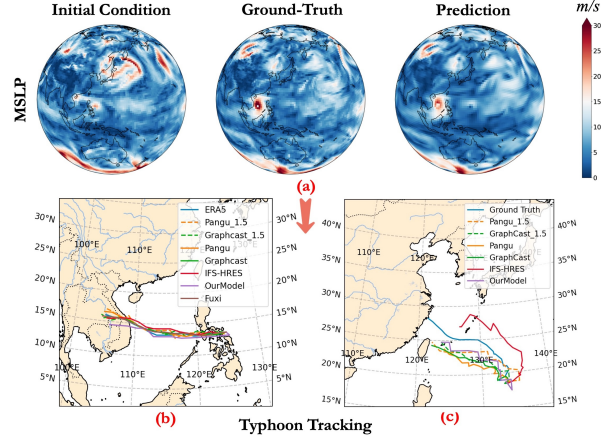 Initial Condition
Ground-Truth
Prediction
m/s
MSLP
30
25
20
15
10
5
0
(a)
30°N
25°N
20°N
15°N
10°N
5°N
100°E
110°E
ERA5
Pangu_1.5
Graphcast_1.5
Pangu
Graphcast
IFS-HRES
OurModel
Fuxi
30°N
25°N
20°N
15°N
10°N
5°N
100°E
110°E
120°E
(b)
40°N
35°N
30°N
25°N
20°N
15°N
110°E
120°E
Ground Truth
Pangu_1.5
GraphCast_1.5
Pangu
GraphCast
IFS-HRES
OurModel
40°N
35°N
30°N
25°N
20°N
15°N
110°E
120°E
130°E
140°E
(c)
Typhoon Tracking